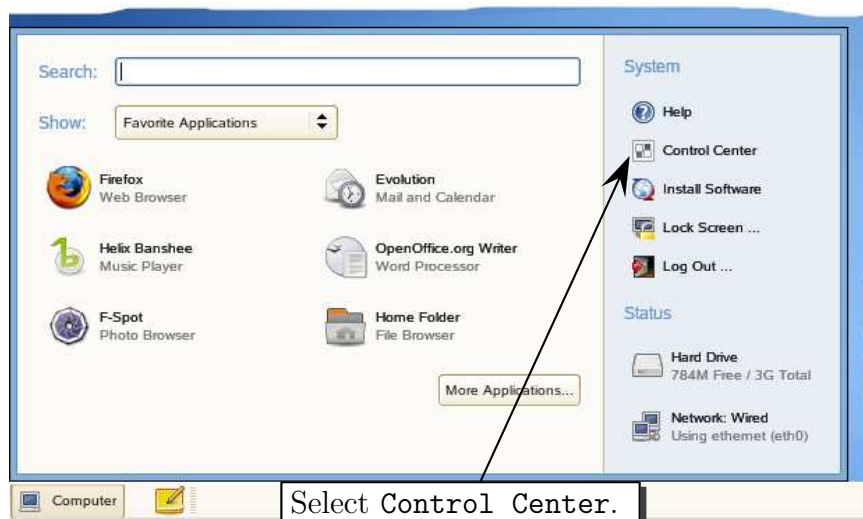 Search:
Show: Favorite Applications
Firefox
Web Browser
Evolution
Mail and Calendar
Helix Banshee
Music Player
OpenOffice.org Writer
Word Processor
F-Spot
Photo Browser
Home Folder
File Browser
More Applications...
System
Help
Control Center
Install Software
Lock Screen ...
Log Out ...
Status
Hard Drive
784M Free / 3G Total
Network: Wired
Using ethernet (eth0)
Computer
Select Control Center.